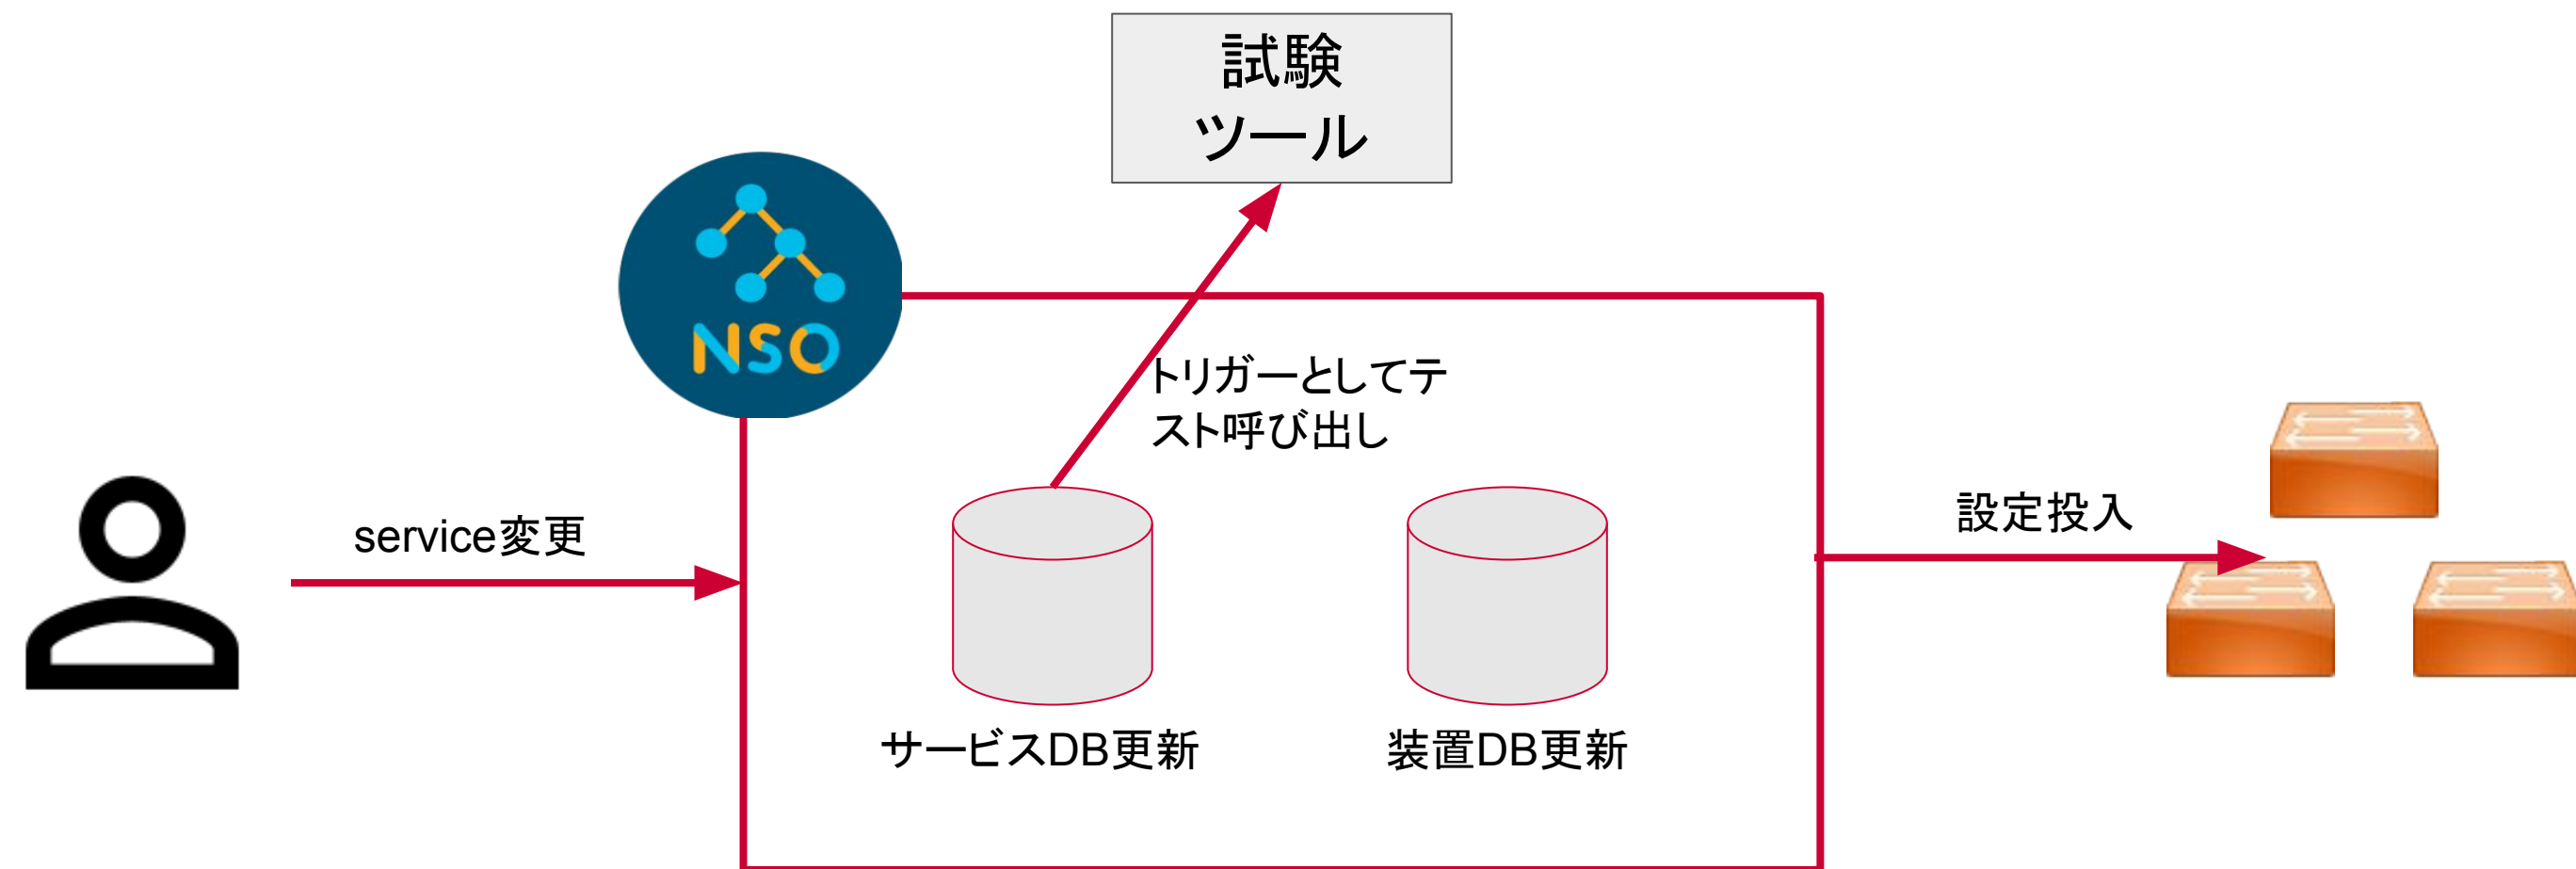 試験
ツール
NSO
トリガーとしてテ
スト呼び出し
service変更
設定投入
サービスDB更新
装置DB更新